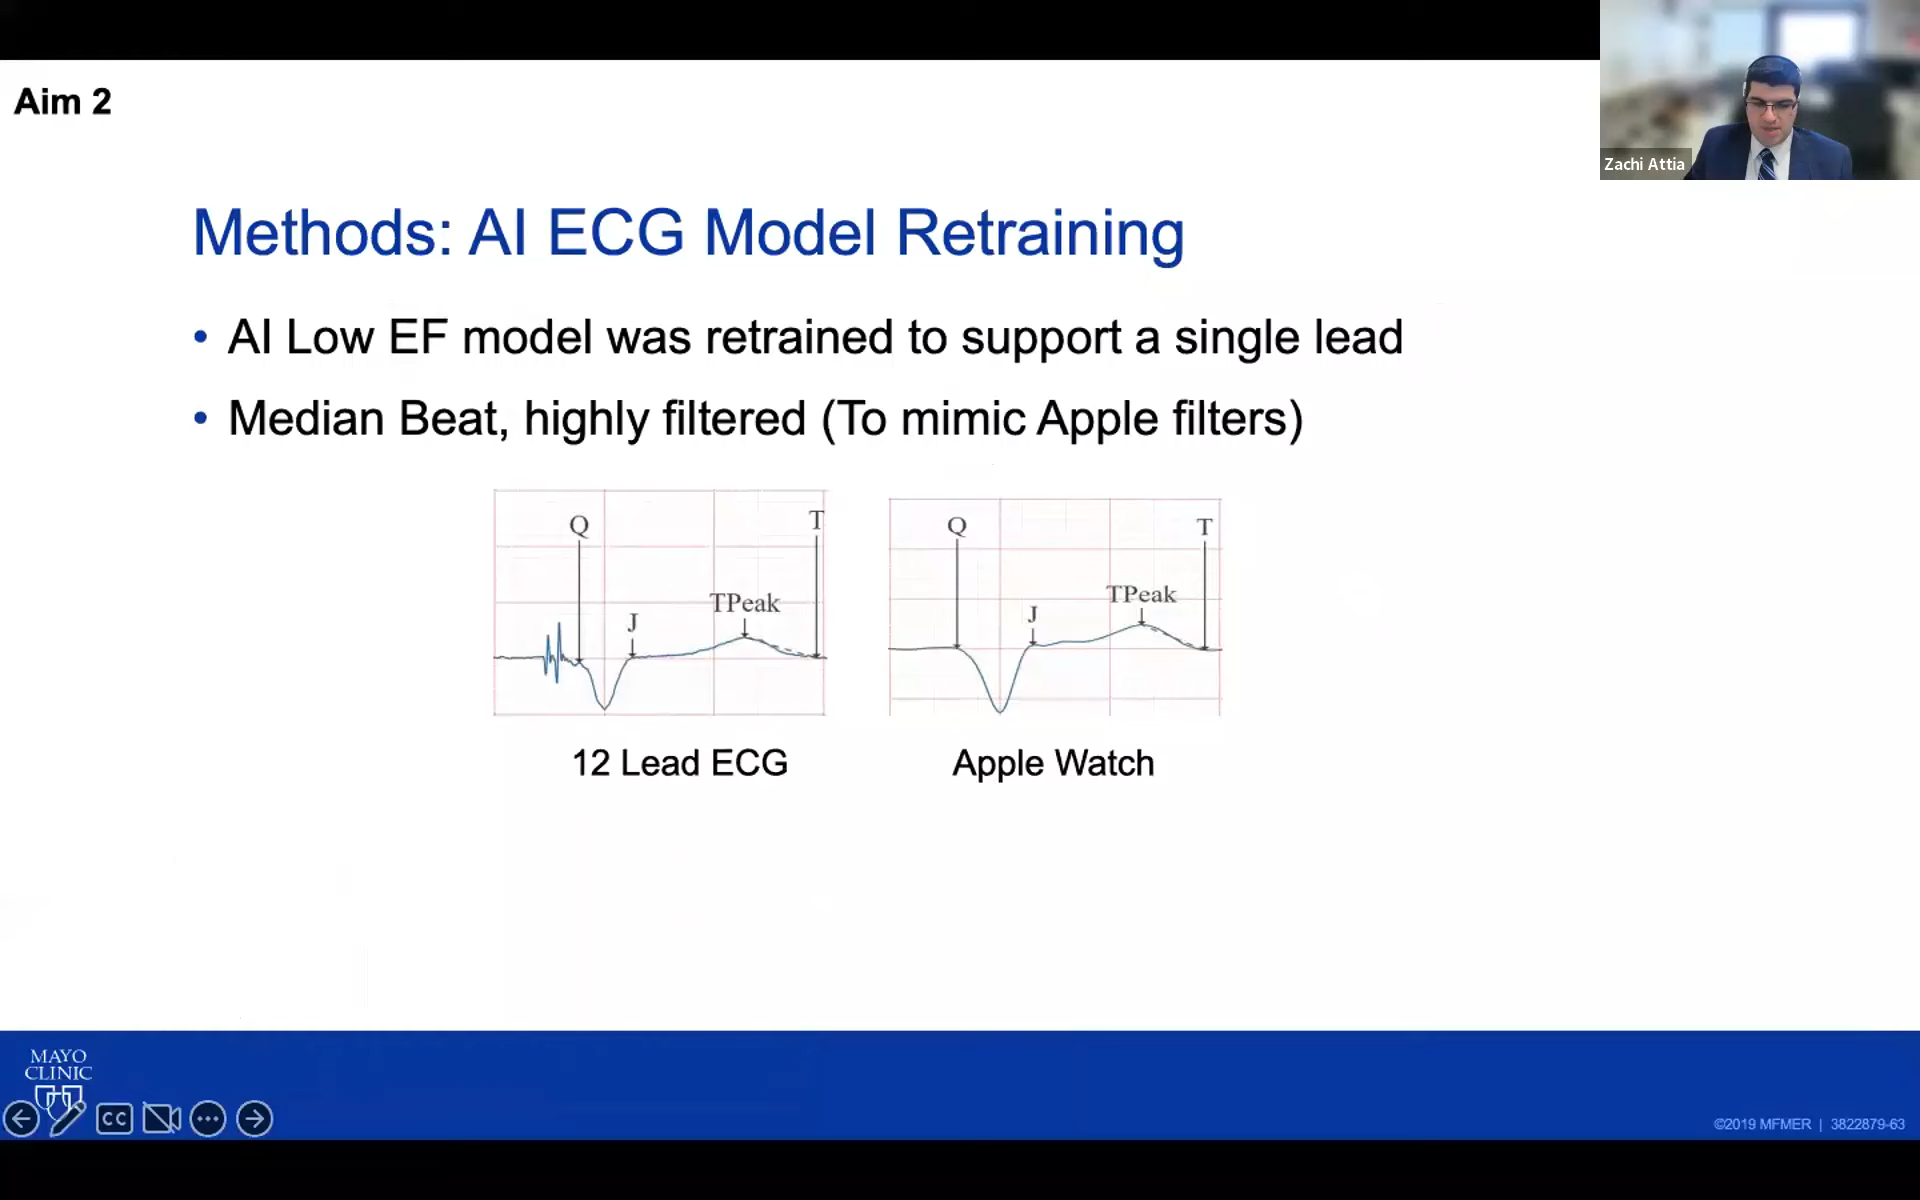 Aim 2
Zachi Attia
Methods: AI ECG Model Retraining
• AI Low EF model was retrained to support a single lead
• Median Beat, highly filtered (To mimic Apple filters)
Q
T
TPeak
J
Q
T
TPeak
J
12 Lead ECG
Apple Watch
MAYO
CLINIC
CC
©2019 MFMER | 3822879-63